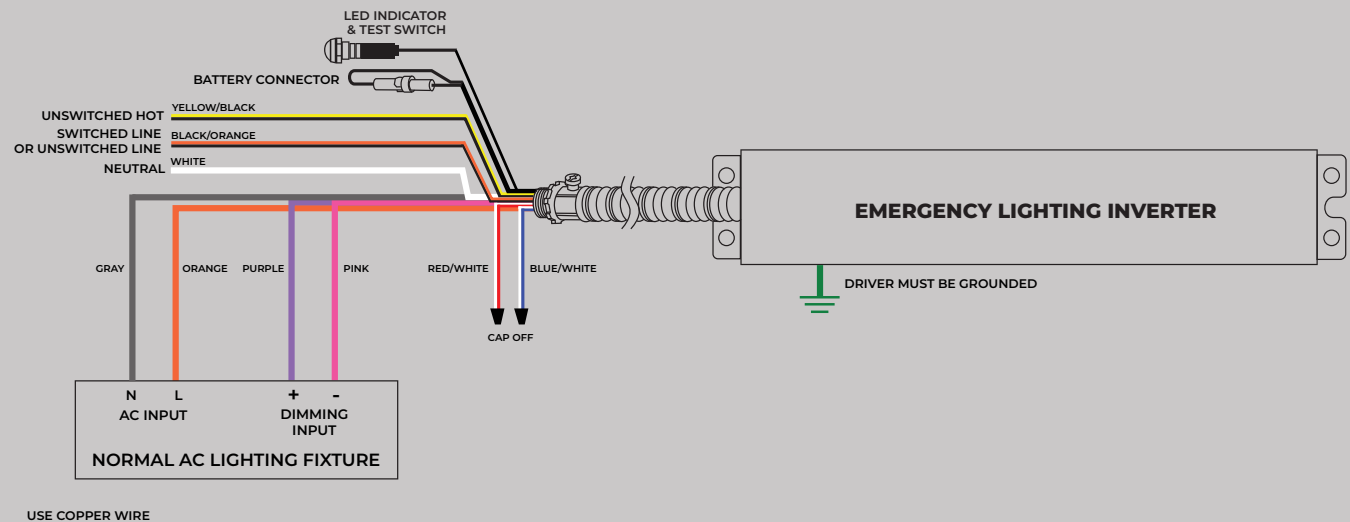 LED INDICATOR
& TEST SWITCH
BATTERY CONNECTOR
UNSWITCHED HOT
YELLOW/BLACK
SWITCHED LINE
OR UNSWITCHED LINE
BLACK/ORANGE
NEUTRAL
WHITE
EMERGENCY LIGHTING INVERTER
GRAY
ORANGE
PURPLE
PINK
RED/WHITE
BLUE/WHITE
DRIVER MUST BE GROUNDED
CAP OFF
N
L
+
-
AC INPUT
DIMMING
INPUT
NORMAL AC LIGHTING FIXTURE
USE COPPER WIRE